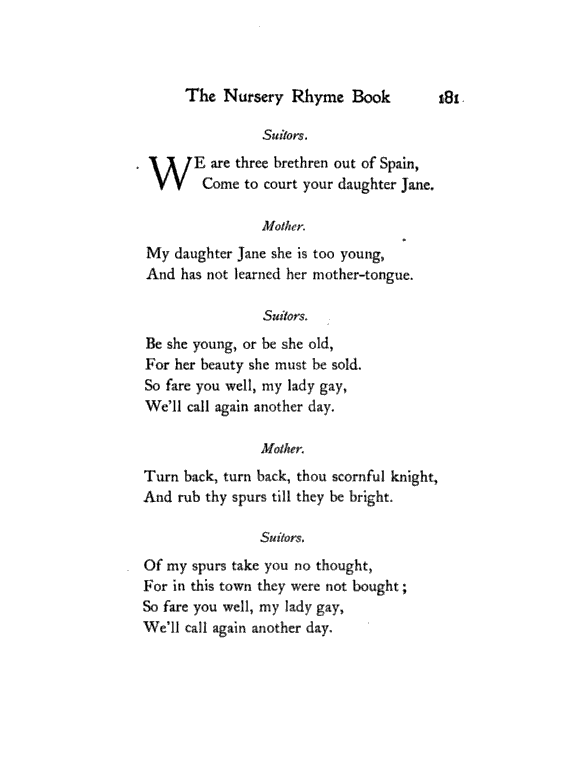 The Nursery Rhyme Book 181
Suitors.
WE are three brethren out of Spain,
Come to court your daughter Jane.
Mother.
My daughter Jane she is too young,
And has not learned her mother-tongue.
Suitors.
Be she young, or be she old,
For her beauty she must be sold.
So fare you well, my lady gay,
We'll call again another day.
Mother.
Turn back, turn back, thou scornful knight,
And rub thy spurs till they be bright.
Suitors.
Of my spurs take you no thought,
For in this town they were not bought ;
So fare you well, my lady gay,
We'll call again another day.